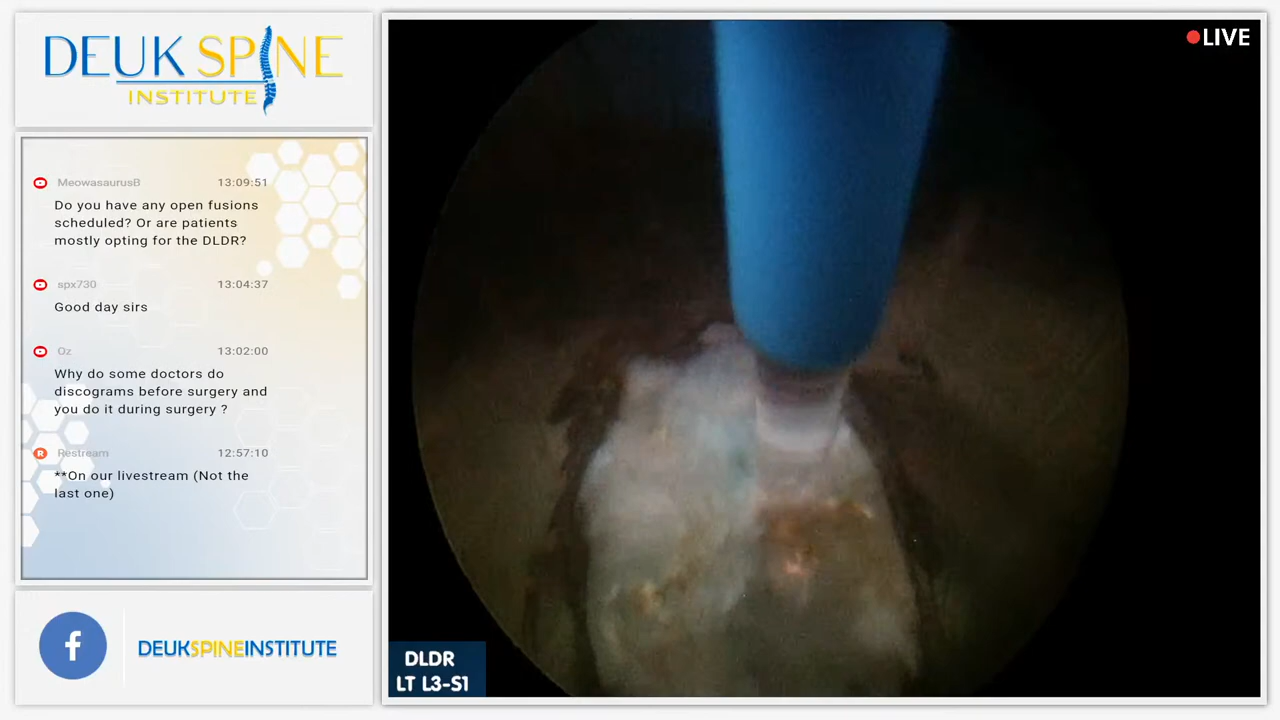 DEUK SPINE
INSTITUTE
MeowasaurusB 13:09:51
Do you have any open fusions
scheduled? Or are patients
mostly opting for the DLDR?
spx730 13:04:37
Good day sirs
Oz 13:02:00
Why do some doctors do
discograms before surgery and
you do it during surgery ?
R Restream 12:57:10
**On our livestream (Not the
last one)
f DEUKSPINEINSTITUTE
LIVE
DLDR
LT L3-S1